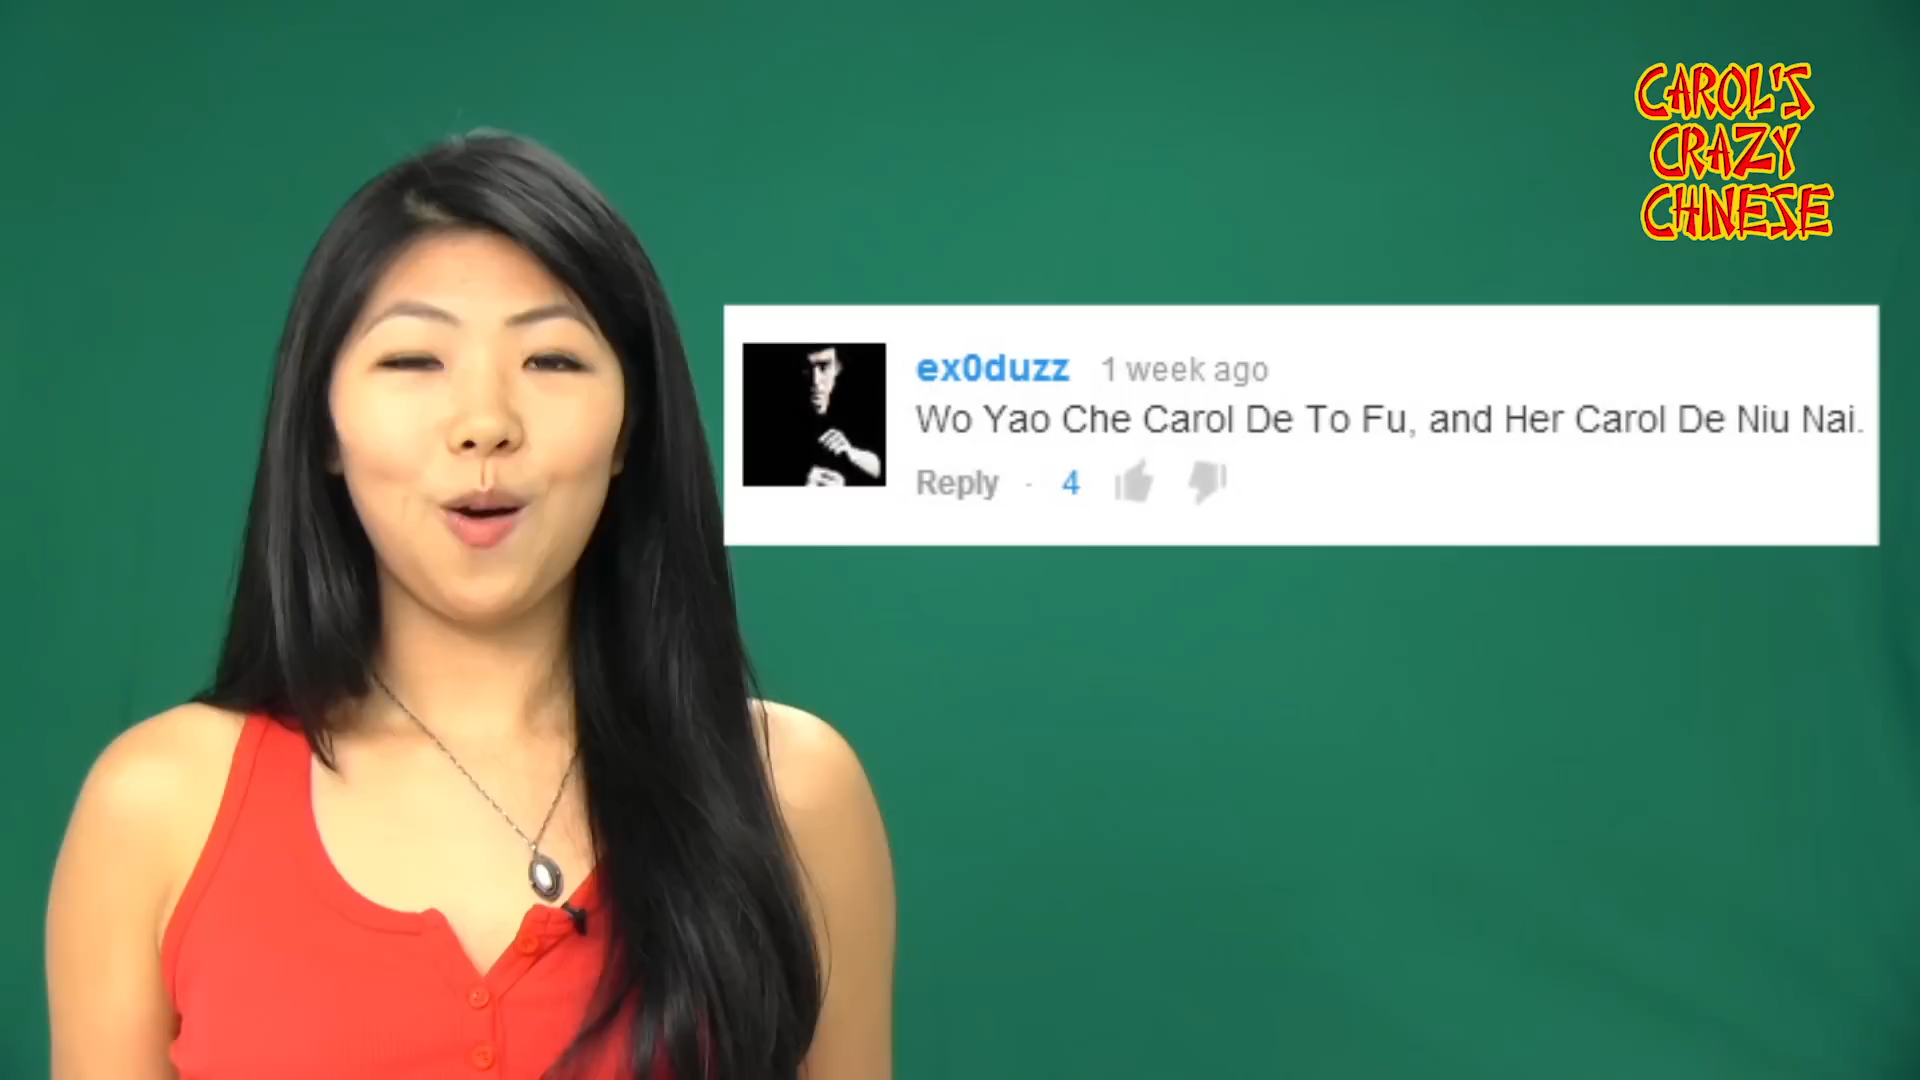 CAROL'S
CRAZY
CHINESE
ex0duzz 1 week ago
Wo Yao Che Carol De To Fu, and Her Carol De Niu Nai.
Reply · 4